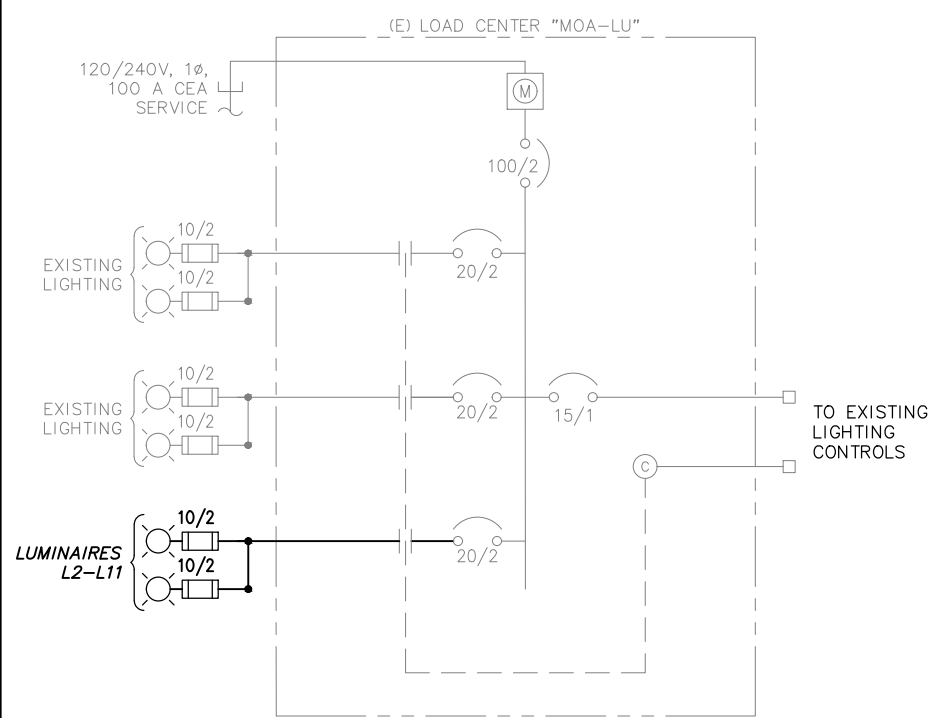 (E) LOAD CENTER "MOA-LU"
120/240V, 1ø,
100 A CEA
SERVICE
M
100/2
10/2
10/2
EXISTING
LIGHTING
20/2
10/2
10/2
EXISTING
LIGHTING
20/2
15/1
TO EXISTING
LIGHTING
CONTROLS
C
10/2
10/2
LUMINAIRES
L2-L11
20/2